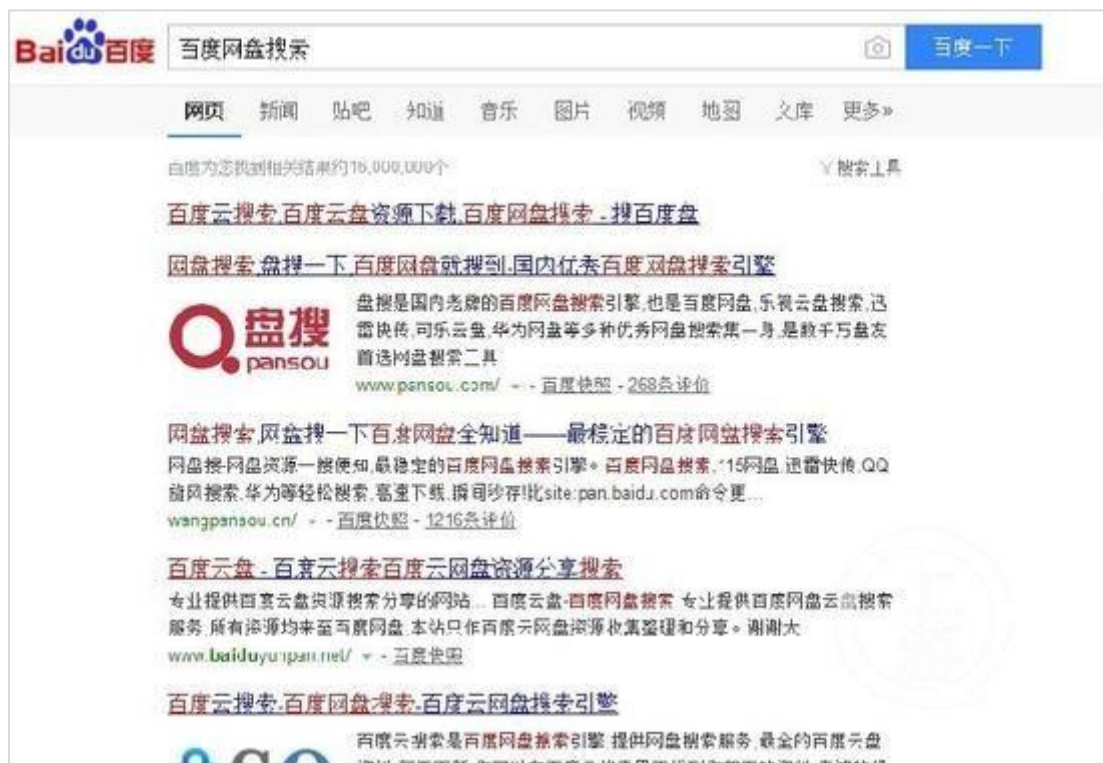 Baidu百度 百度网盘搜索 百度一下
网页 新闻 贴吧 知道 音乐 图片 视频 地图 文库 更多»
百度为您找到相关结果约16,000,000个 搜索工具
百度云搜索,百度云盘资源下载,百度网盘搜索 - 搜百度盘
网盘搜索,盘搜一下,百度网盘就搜到-国内优秀百度网盘搜索引擎
盘搜 pansou
盘搜是国内老牌的百度网盘搜索引擎,也是百度网盘,乐视云盘搜索,迅
雷快传,可乐云盘,华为网盘等多种优秀网盘搜索集一身,是数千万盘友
首选网盘搜索工具
www.pansou.com/ - 百度快照 - 268条评价
网盘搜索,网盘搜一下百度网盘全知道——最稳定的百度网盘搜索引擎
网盘搜-网盘资源一搜便知,最稳定的百度网盘搜索引擎。百度网盘搜索,115网盘,迅雷快传,QQ
旋风搜索,华为等轻松搜索,高速下载,瞬间秒存!比site:pan.baidu.com命令更...
wangpansou.cn/ - 百度快照 - 1216条评价
百度云盘 - 百度云搜索百度云网盘资源分享搜索
专业提供百度云盘资源搜索分享的网站... 百度云盘-百度网盘搜索 专业提供百度网盘云盘搜索
服务,所有资源均来至百度网盘,本站只作百度云网盘资源收集整理和分享。谢谢大
www.baiduyunpan.net/ - 百度快照
百度云搜索-百度网盘搜索-百度云网盘搜索引擎
百度云搜索是百度网盘搜索引擎 提供网盘搜索服务,最全的百度云盘